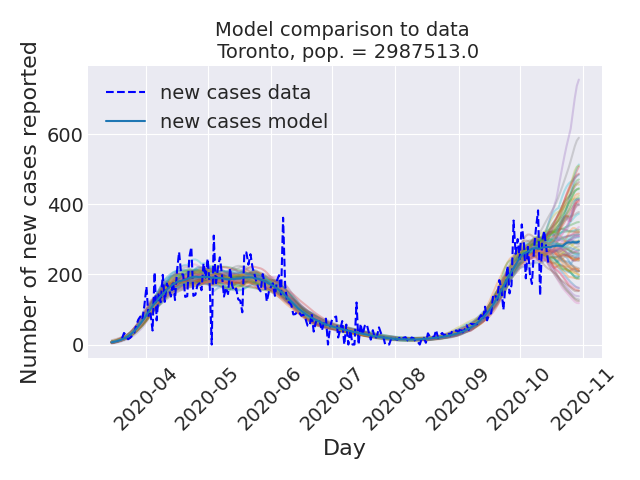 Model comparison to data
Toronto, pop. = 2987513.0
new cases data
new cases model
Number of new cases reported
600
400
200
0
2020-04
2020-05
2020-06
2020-07
2020-08
2020-09
2020-10
2020-11
Day